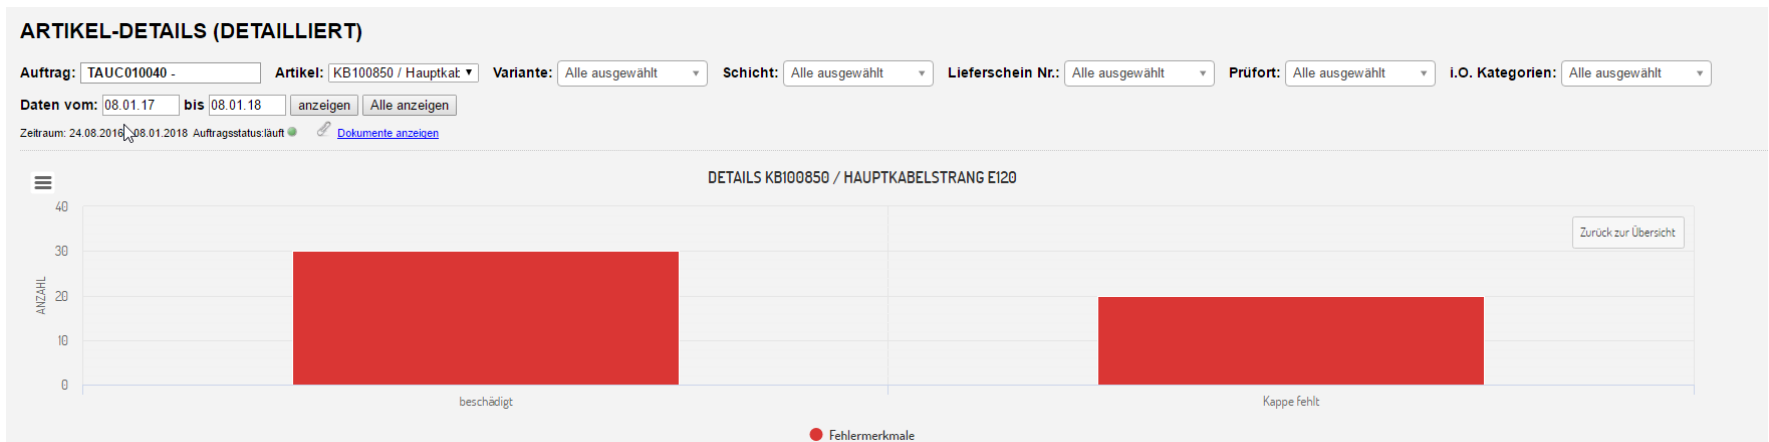 ARTIKEL-DETAILS (DETAILLIERT)
Auftrag: TAUC010040 - Artikel: KB100850 / Hauptkab Variante: Alle ausgewählt Schicht: Alle ausgewählt Lieferschein Nr.: Alle ausgewählt Prüfort: Alle ausgewählt i.O. Kategorien: Alle ausgewählt
Daten vom: 08.01.17 bis 08.01.18 anzeigen Alle anzeigen
Zeitraum: 24.08.2016 08.01.2018 Auftragsstatus:läuft Dokumente anzeigen
DETAILS KB100850 / HAUPTKABELSTRANG E120
Zurück zur Übersicht
ANZAHL
40
30
20
10
0
beschädigt Kappe fehlt
Fehlermerkmale